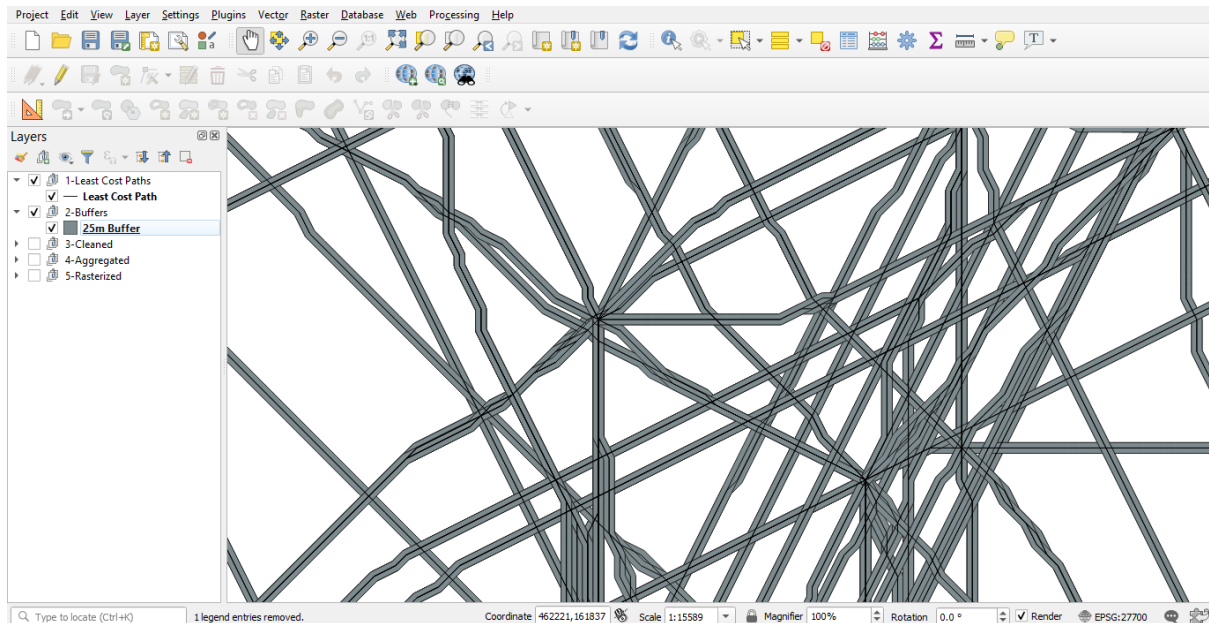 Project Edit View Layer Settings Plugins Vector Raster Database Web Processing Help
1:1
T
Layers
1-Least Cost Paths
Least Cost Path
2-Buffers
25m Buffer
3-Cleaned
4-Aggregated
5-Rasterized
Type to locate (Ctrl+K) 1 legend entries removed. Coordinate 462221,161837 Scale 1:15589 Magnifier 100% Rotation 0.0 ° Render EPSG:27700